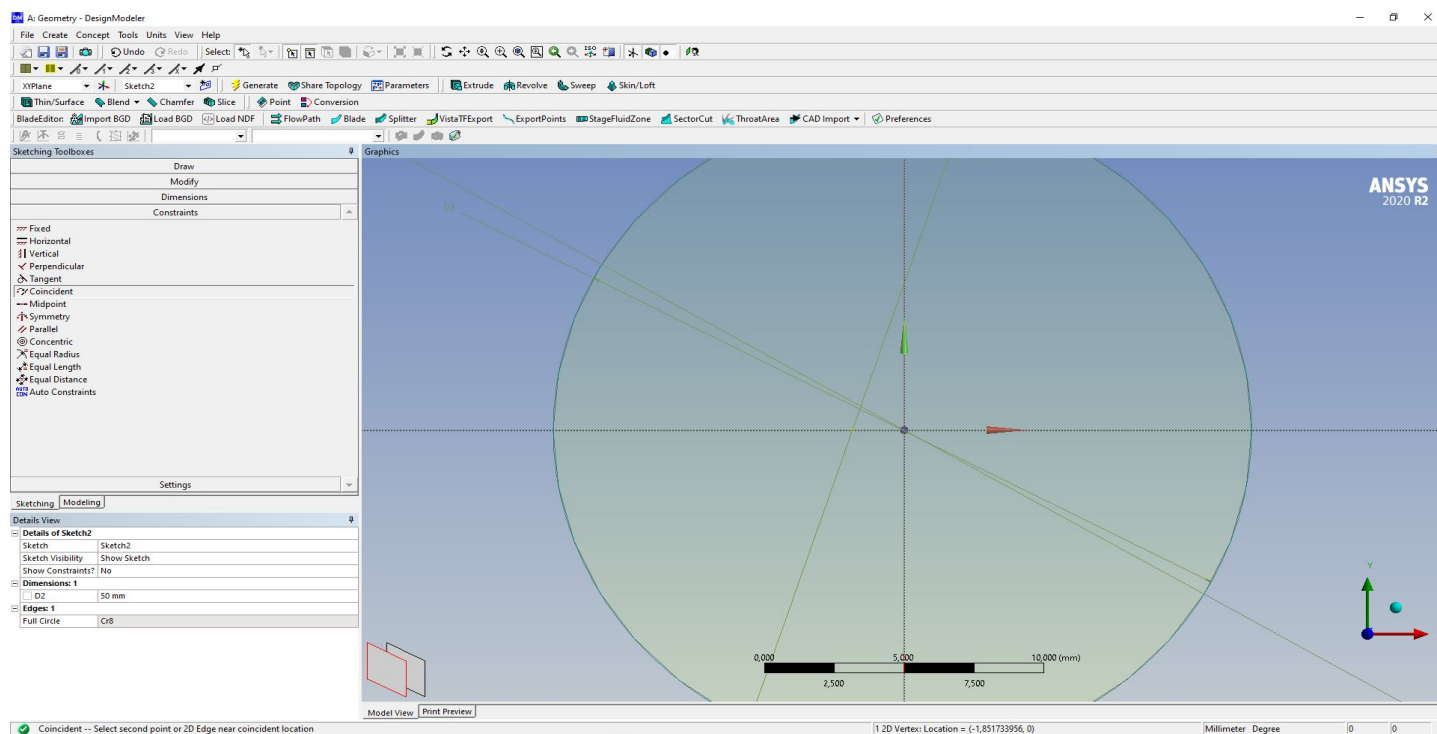 A: Geometry - DesignModeler
File Create Concept Tools Units View Help
Undo Redo Select:
XYPlane Sketch2 Generate Share Topology Parameters Extrude Revolve Sweep Skin/Loft
Thin/Surface Blend Chamfer Slice Point Conversion
BladeEditor: Import BGD Load BGD Load NDF FlowPath Blade Splitter VistaTFExport ExportPoints StageFluidZone SectorCut ThroatArea CAD Import Preferences
Sketching Toolboxes
Draw
Modify
Dimensions
Constraints
Fixed
Horizontal
Vertical
Perpendicular
Tangent
Coincident
Midpoint
Symmetry
Parallel
Concentric
Equal Radius
Equal Length
Equal Distance
Auto Constraints
Settings
Sketching Modeling
Details View
Details of Sketch2
Sketch Sketch2
Sketch Visibility Show Sketch
Show Constraints? No
Dimensions: 1
D2 50 mm
Edges: 1
Full Circle Cr8
Graphics
ANSYS
2020 R2
Y
0,000 5,000 10,000 (mm)
2,500 7,500
Model View Print Preview
Coincident -- Select second point or 2D Edge near coincident location 1 2D Vertex: Location = (-1,851733956, 0) Millimeter Degree 0 0